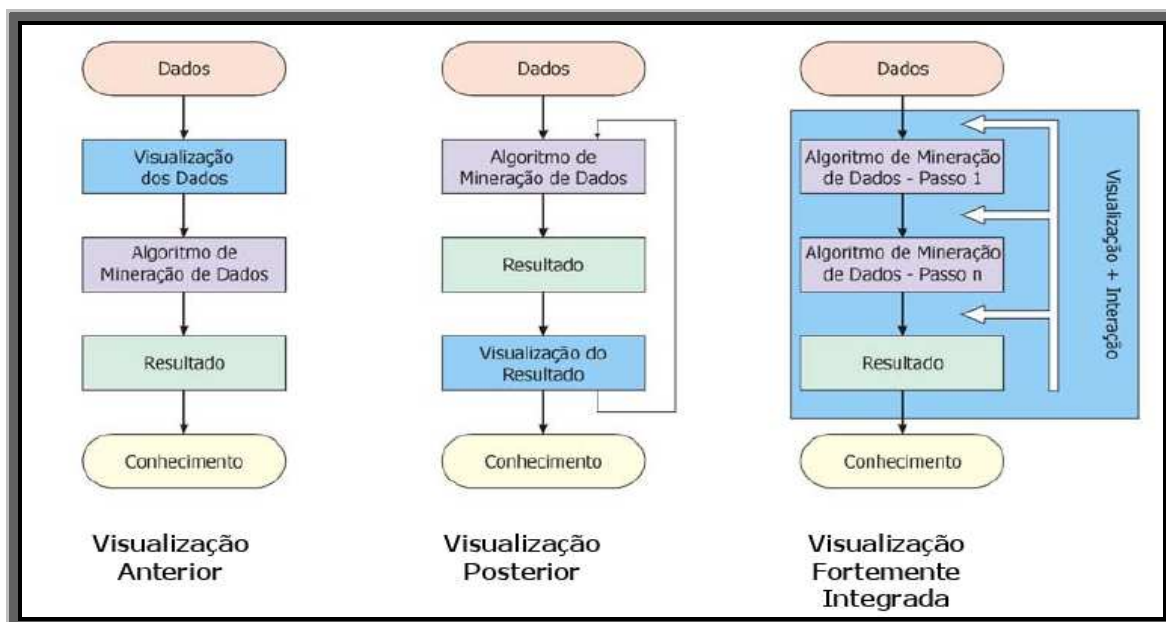 Dados
Visualização
dos Dados
Algoritmo de
Mineração de Dados
Resultado
Conhecimento
Visualização
Anterior
Dados
Algoritmo de
Mineração de Dados
Resultado
Visualização do
Resultado
Conhecimento
Visualização
Posterior
Dados
Algoritmo de Mineração
de Dados - Passo 1
Algoritmo de Mineração
de Dados - Passo n
Resultado
Visualização + Interação
Conhecimento
Visualização
Fortemente
Integrada